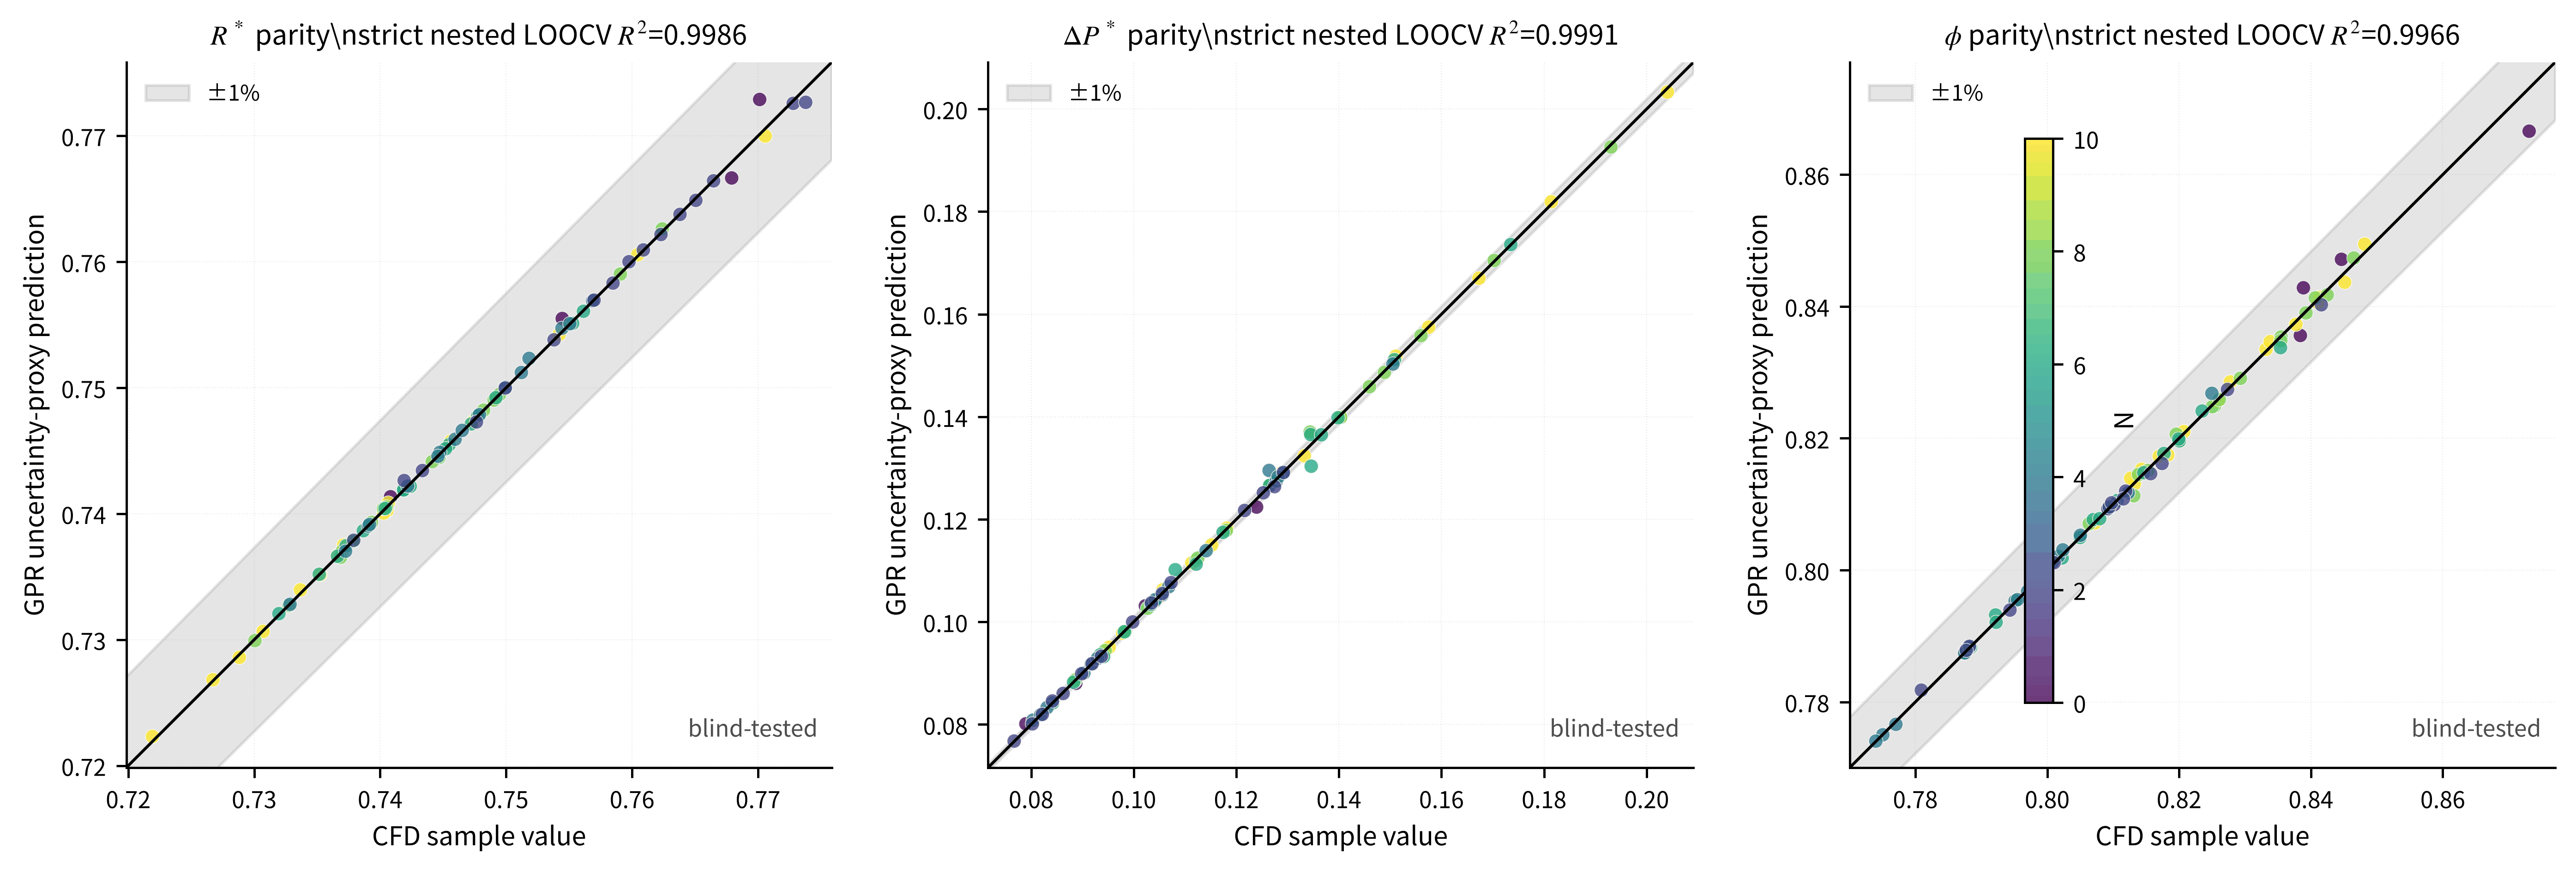 R* parity\nstrict nested LOOCV R²=0.9986
±1%
GPR uncertainty-proxy prediction
0.77
0.76
0.75
0.74
0.73
0.72
0.72 0.73 0.74 0.75 0.76 0.77
CFD sample value
blind-tested
ΔP* parity\nstrict nested LOOCV R²=0.9991
±1%
GPR uncertainty-proxy prediction
0.20
0.18
0.16
0.14
0.12
0.10
0.08
0.08 0.10 0.12 0.14 0.16 0.18 0.20
CFD sample value
blind-tested
ϕ parity\nstrict nested LOOCV R²=0.9966
±1%
GPR uncertainty-proxy prediction
0.86
0.84
0.82
0.80
0.78
0.78 0.80 0.82 0.84 0.86
CFD sample value
blind-tested
N
10
8
6
4
2
0